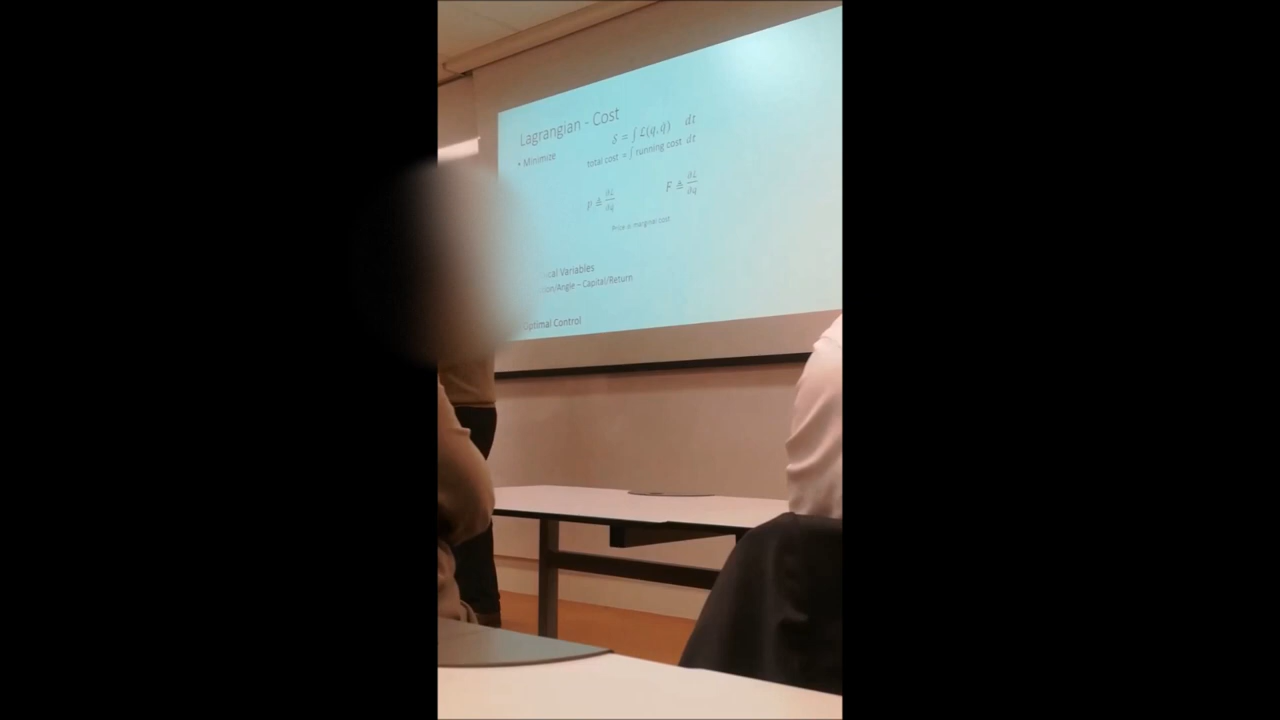 Lagrangian - Cost
• Minimize
𝒮 = ∫ ℒ(q, q̇) dt
total cost = ∫ running cost dt
p ≜ ∂ℒ/∂q̇ F ≜ ∂ℒ/∂q
Price = marginal cost
Variables
– Capital/Return
Optimal Control